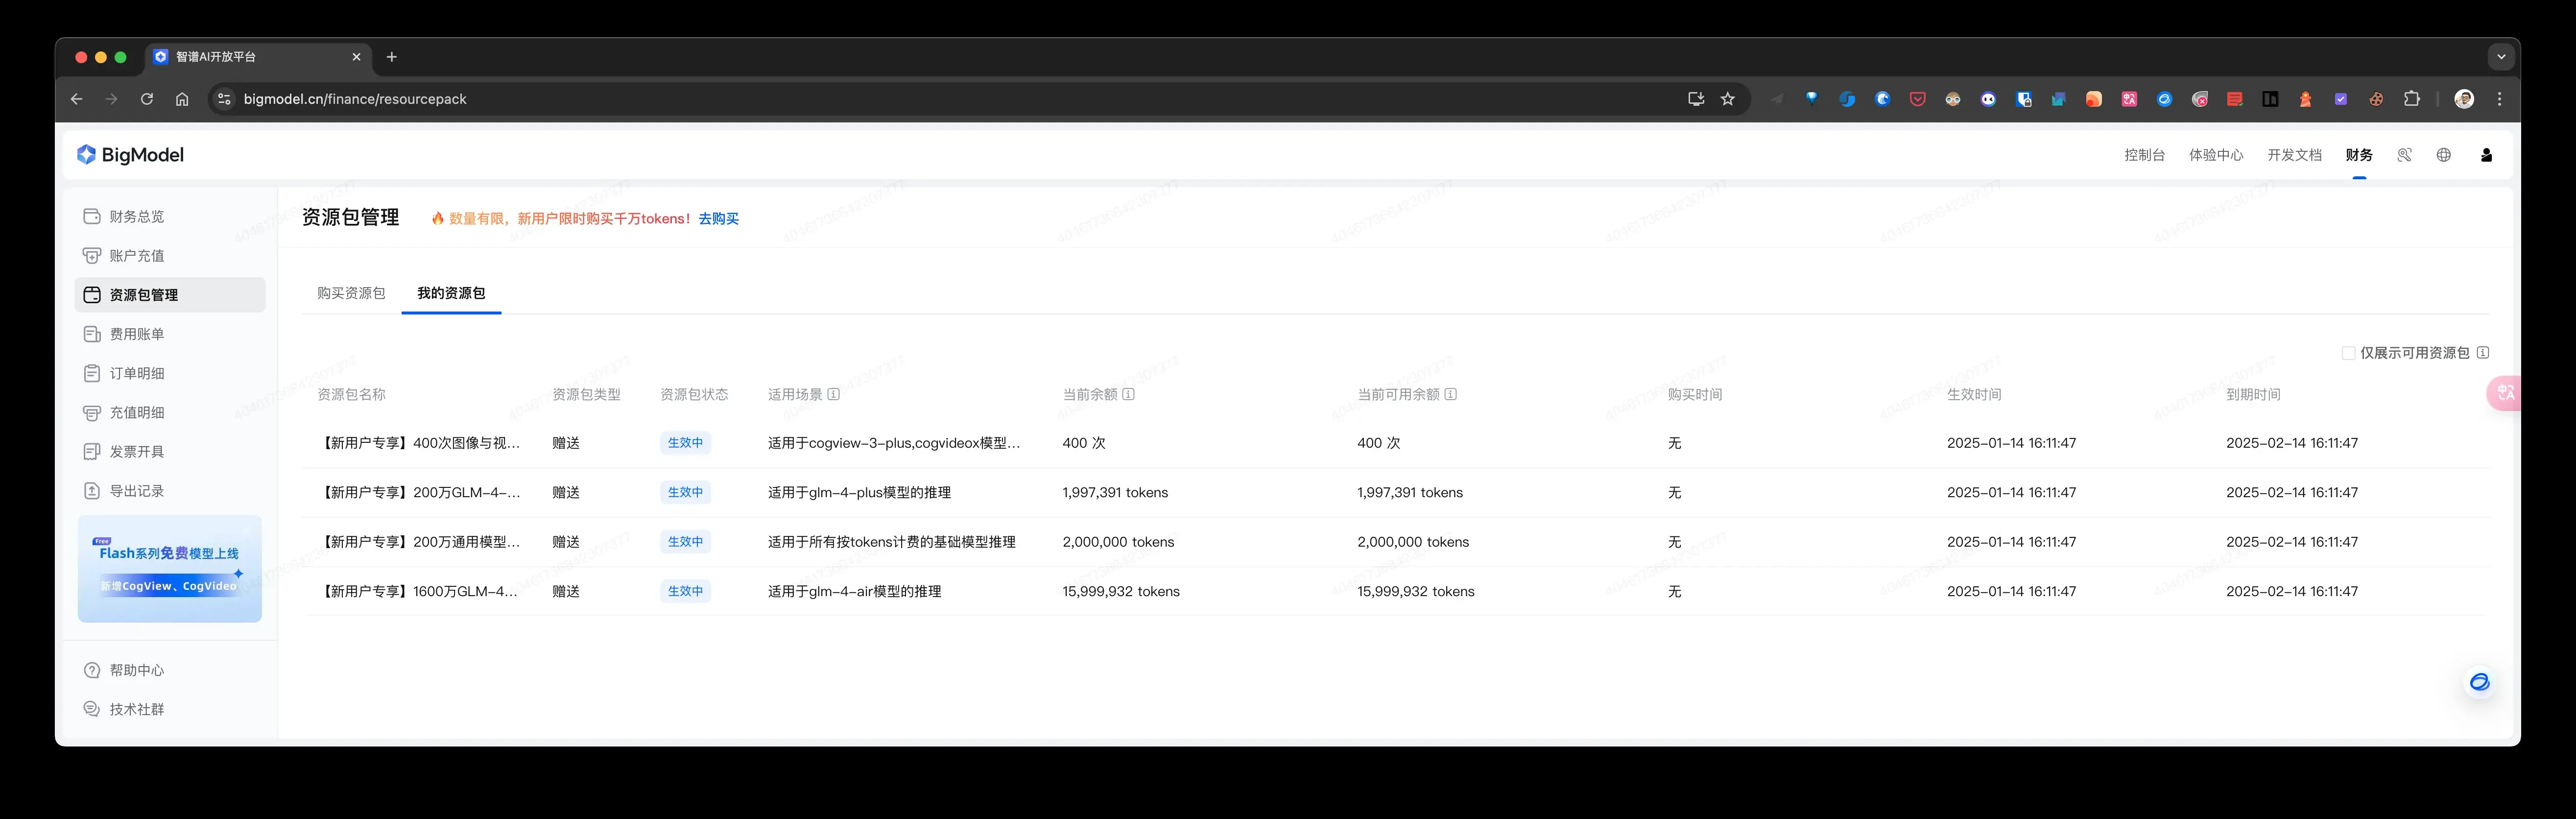 智谱AI开放平台
bigmodel.cn/finance/resourcepack
BigModel
控制台 体验中心 开发文档 财务
财务总览
账户充值
资源包管理
费用账单
订单明细
充值明细
发票开具
导出记录
Free
Flash系列免费模型上线
新增CogView、CogVideo
帮助中心
技术社群
资源包管理 数量有限，新用户限时购买千万tokens！ 去购买
购买资源包 我的资源包
仅展示可用资源包
资源包名称 资源包类型 资源包状态 适用场景 当前余额 当前可用余额 购买时间 生效时间 到期时间
【新用户专享】400次图像与视... 赠送 生效中 适用于cogview-3-plus,cogvideox模型... 400 次 400 次 无 2025-01-14 16:11:47 2025-02-14 16:11:47
【新用户专享】200万GLM-4-... 赠送 生效中 适用于glm-4-plus模型的推理 1,997,391 tokens 1,997,391 tokens 无 2025-01-14 16:11:47 2025-02-14 16:11:47
【新用户专享】200万通用模型... 赠送 生效中 适用于所有按tokens计费的基础模型推理 2,000,000 tokens 2,000,000 tokens 无 2025-01-14 16:11:47 2025-02-14 16:11:47
【新用户专享】1600万GLM-4... 赠送 生效中 适用于glm-4-air模型的推理 15,999,932 tokens 15,999,932 tokens 无 2025-01-14 16:11:47 2025-02-14 16:11:47